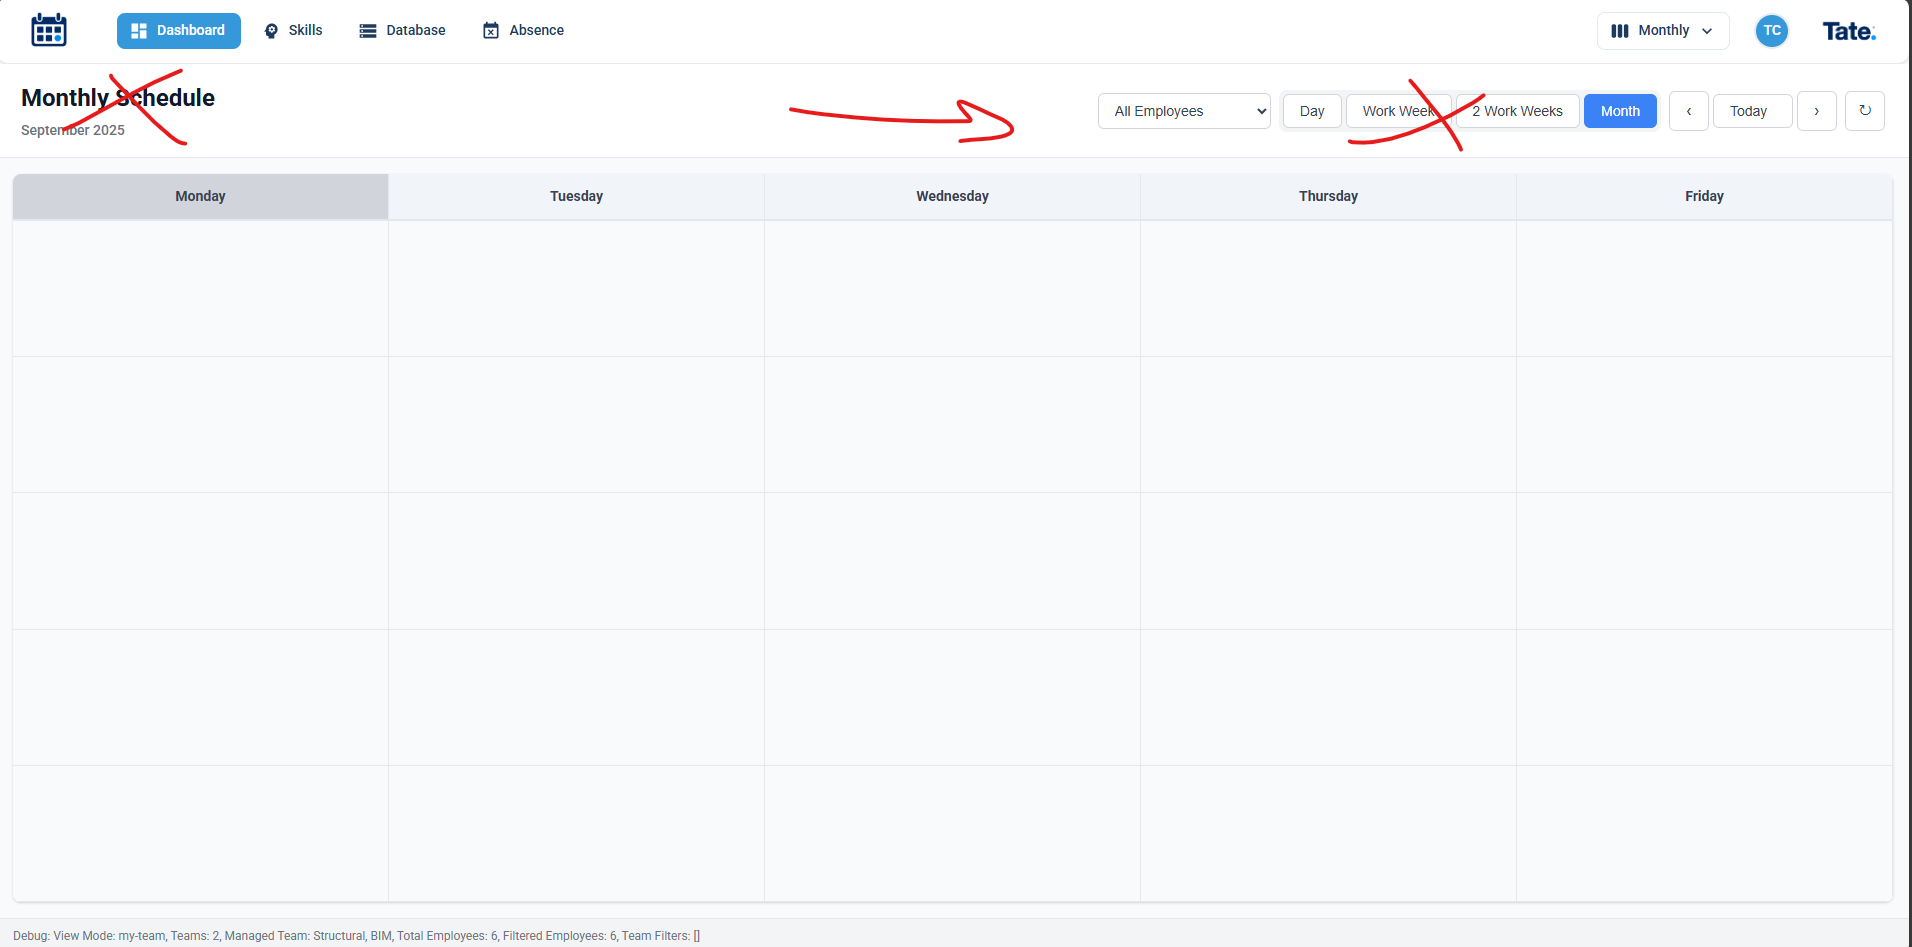 Dashboard Skills Database Absence Monthly TC Tate.
Monthly Schedule
September 2025
All Employees Day Work Week 2 Work Weeks Month ‹ Today › ↻
Monday Tuesday Wednesday Thursday Friday
Debug: View Mode: my-team, Teams: 2, Managed Team: Structural, BIM, Total Employees: 6, Filtered Employees: 6, Team Filters: []